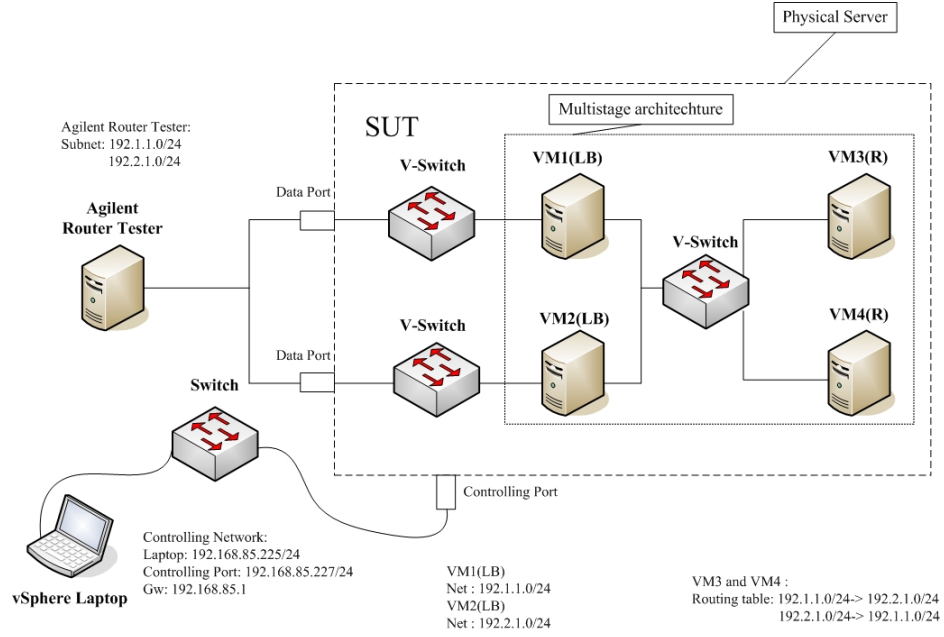 Physical Server
Multistage architechture
SUT
Agilent Router Tester:
Subnet: 192.1.1.0/24
192.2.1.0/24
V-Switch
VM1(LB)
VM3(R)
Data Port
Agilent
Router Tester
V-Switch
V-Switch
VM2(LB)
VM4(R)
Data Port
Switch
Controlling Port
Controlling Network:
Laptop: 192.168.85.225/24
Controlling Port: 192.168.85.227/24
Gw: 192.168.85.1
vSphere Laptop
VM1(LB)
Net : 192.1.1.0/24
VM2(LB)
Net : 192.2.1.0/24
VM3 and VM4 :
Routing table: 192.1.1.0/24-> 192.2.1.0/24
192.2.1.0/24-> 192.1.1.0/24